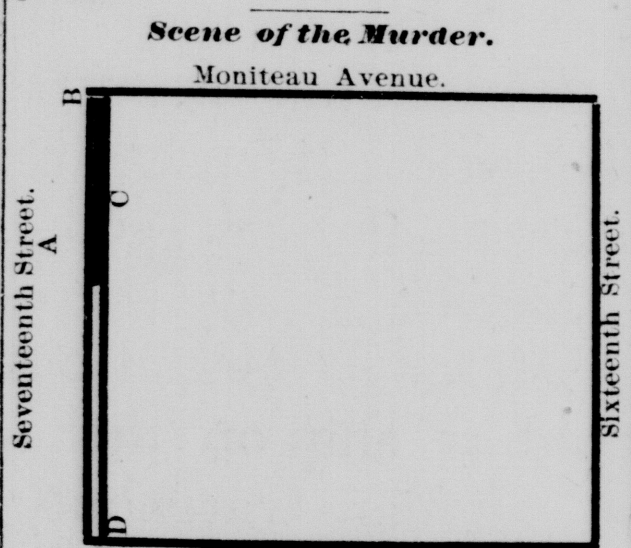 Scene of the Murder.
Moniteau Avenue.
B
C
Seventeenth Street.
A
Sixteenth Street.
D